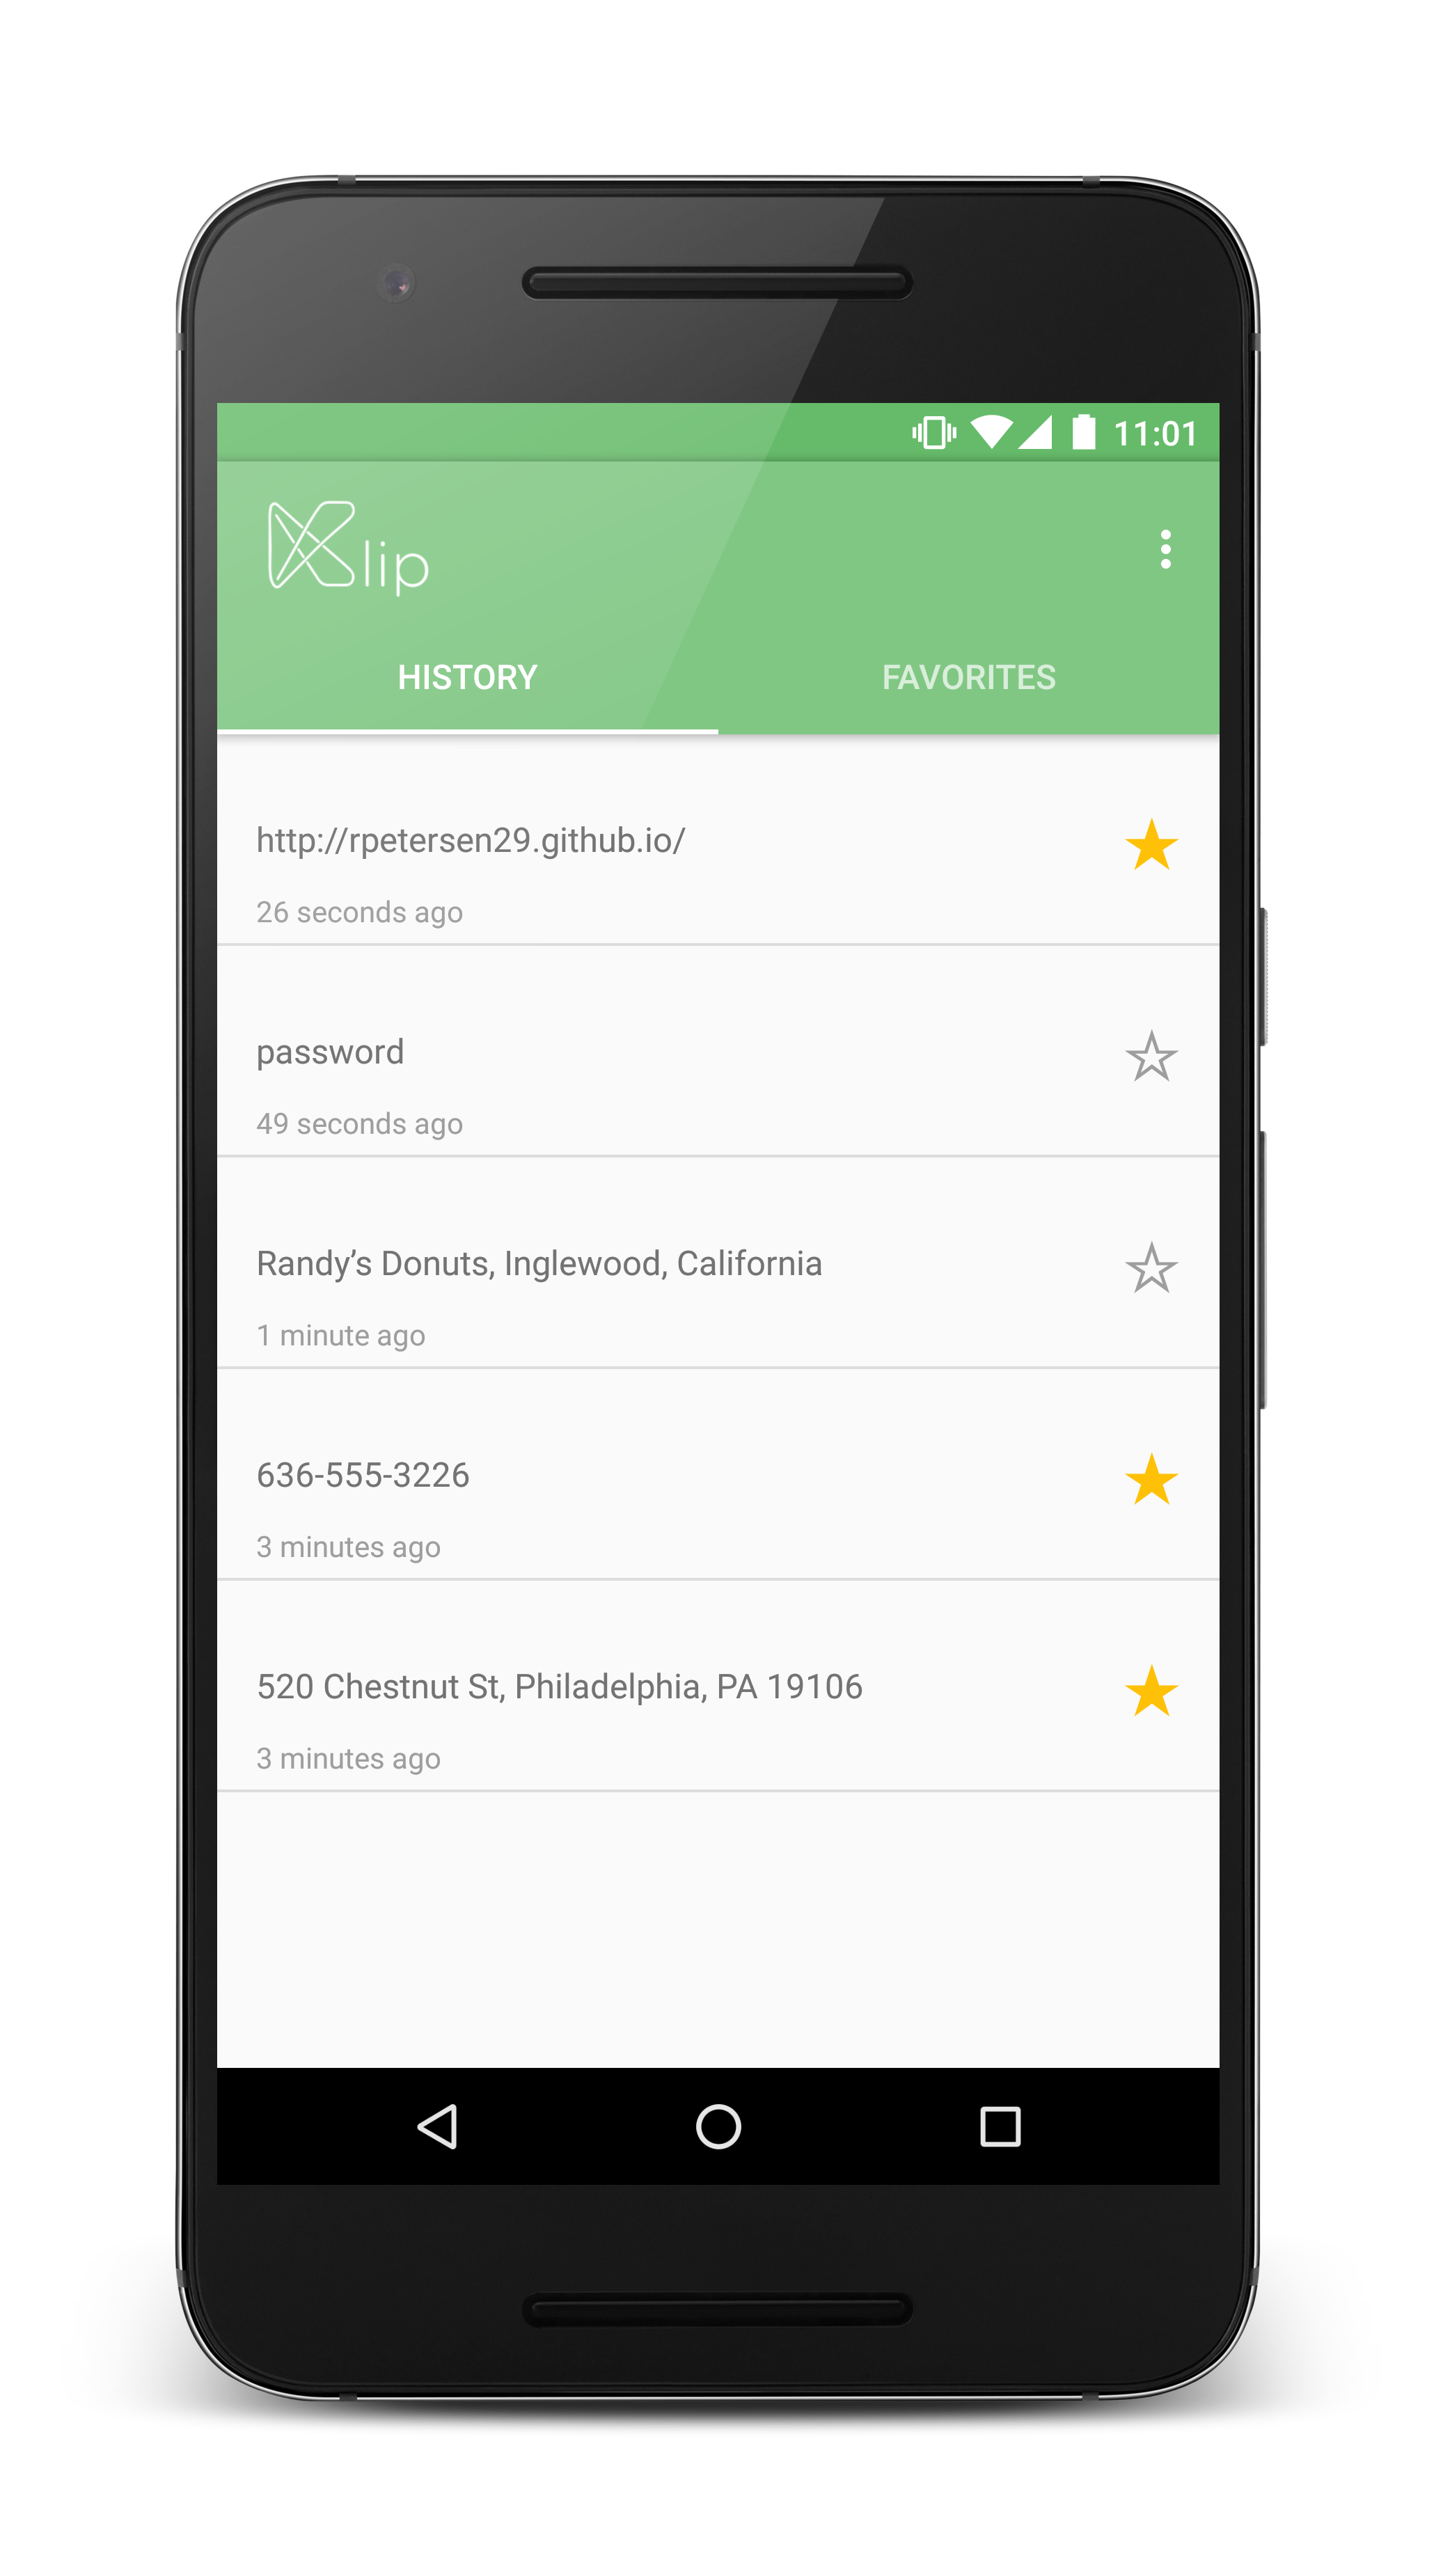 11:01
Klip
HISTORY FAVORITES
http://rpetersen29.github.io/
26 seconds ago
password
49 seconds ago
Randy’s Donuts, Inglewood, California
1 minute ago
636-555-3226
3 minutes ago
520 Chestnut St, Philadelphia, PA 19106
3 minutes ago